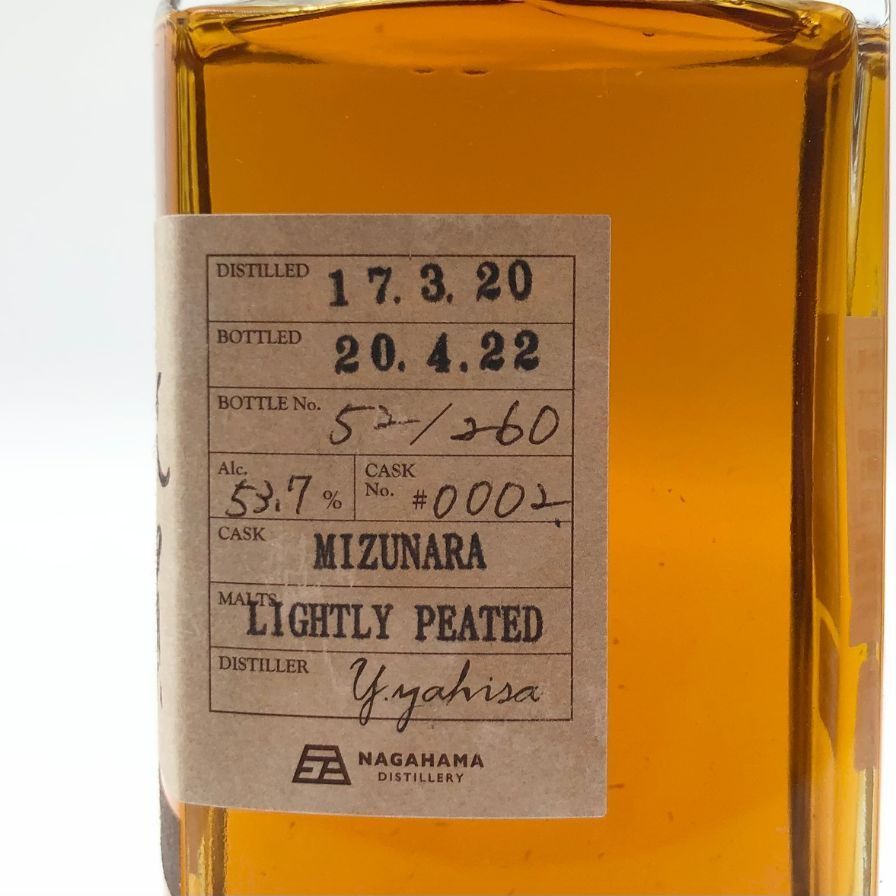 DISTILLED 17.3.20
BOTTLED 20.4.22
BOTTLE No. 52/260
Alc. 53.7 % CASK No. #0002
CASK MIZUNARA
MALTS LIGHTLY PEATED
DISTILLER Y.yahisa
NAGAHAMA
DISTILLERY